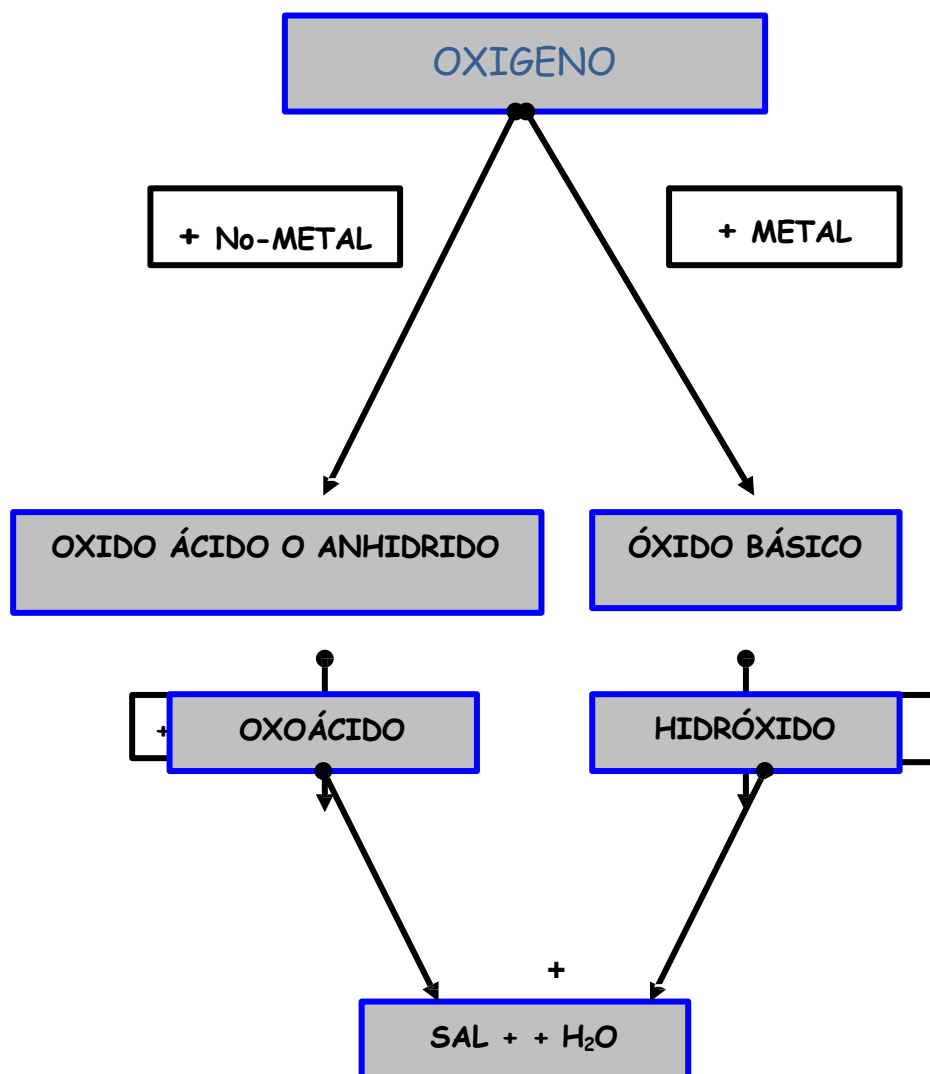 OXIGENO
+ No-METAL
+ METAL
OXIDO ÁCIDO O ANHIDRIDO
ÓXIDO BÁSICO
+
OXOÁCIDO
HIDRÓXIDO
+
SAL + + H₂O